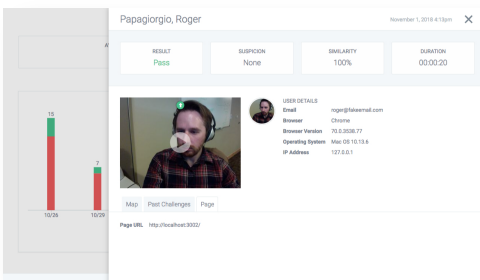 Papagiorgio, Roger
November 1, 2018 4:13pm
RESULT
Pass
SUSPICION
None
SIMILARITY
100%
DURATION
00:00:20
15
7
10/26
10/29
USER DETAILS
Email roger@fakeemail.com
Browser Chrome
Browser Version 70.0.3538.77
Operating System Mac OS 10.13.6
IP Address 127.0.0.1
Map Past Challenges Page
Page URL http://localhost:3002/